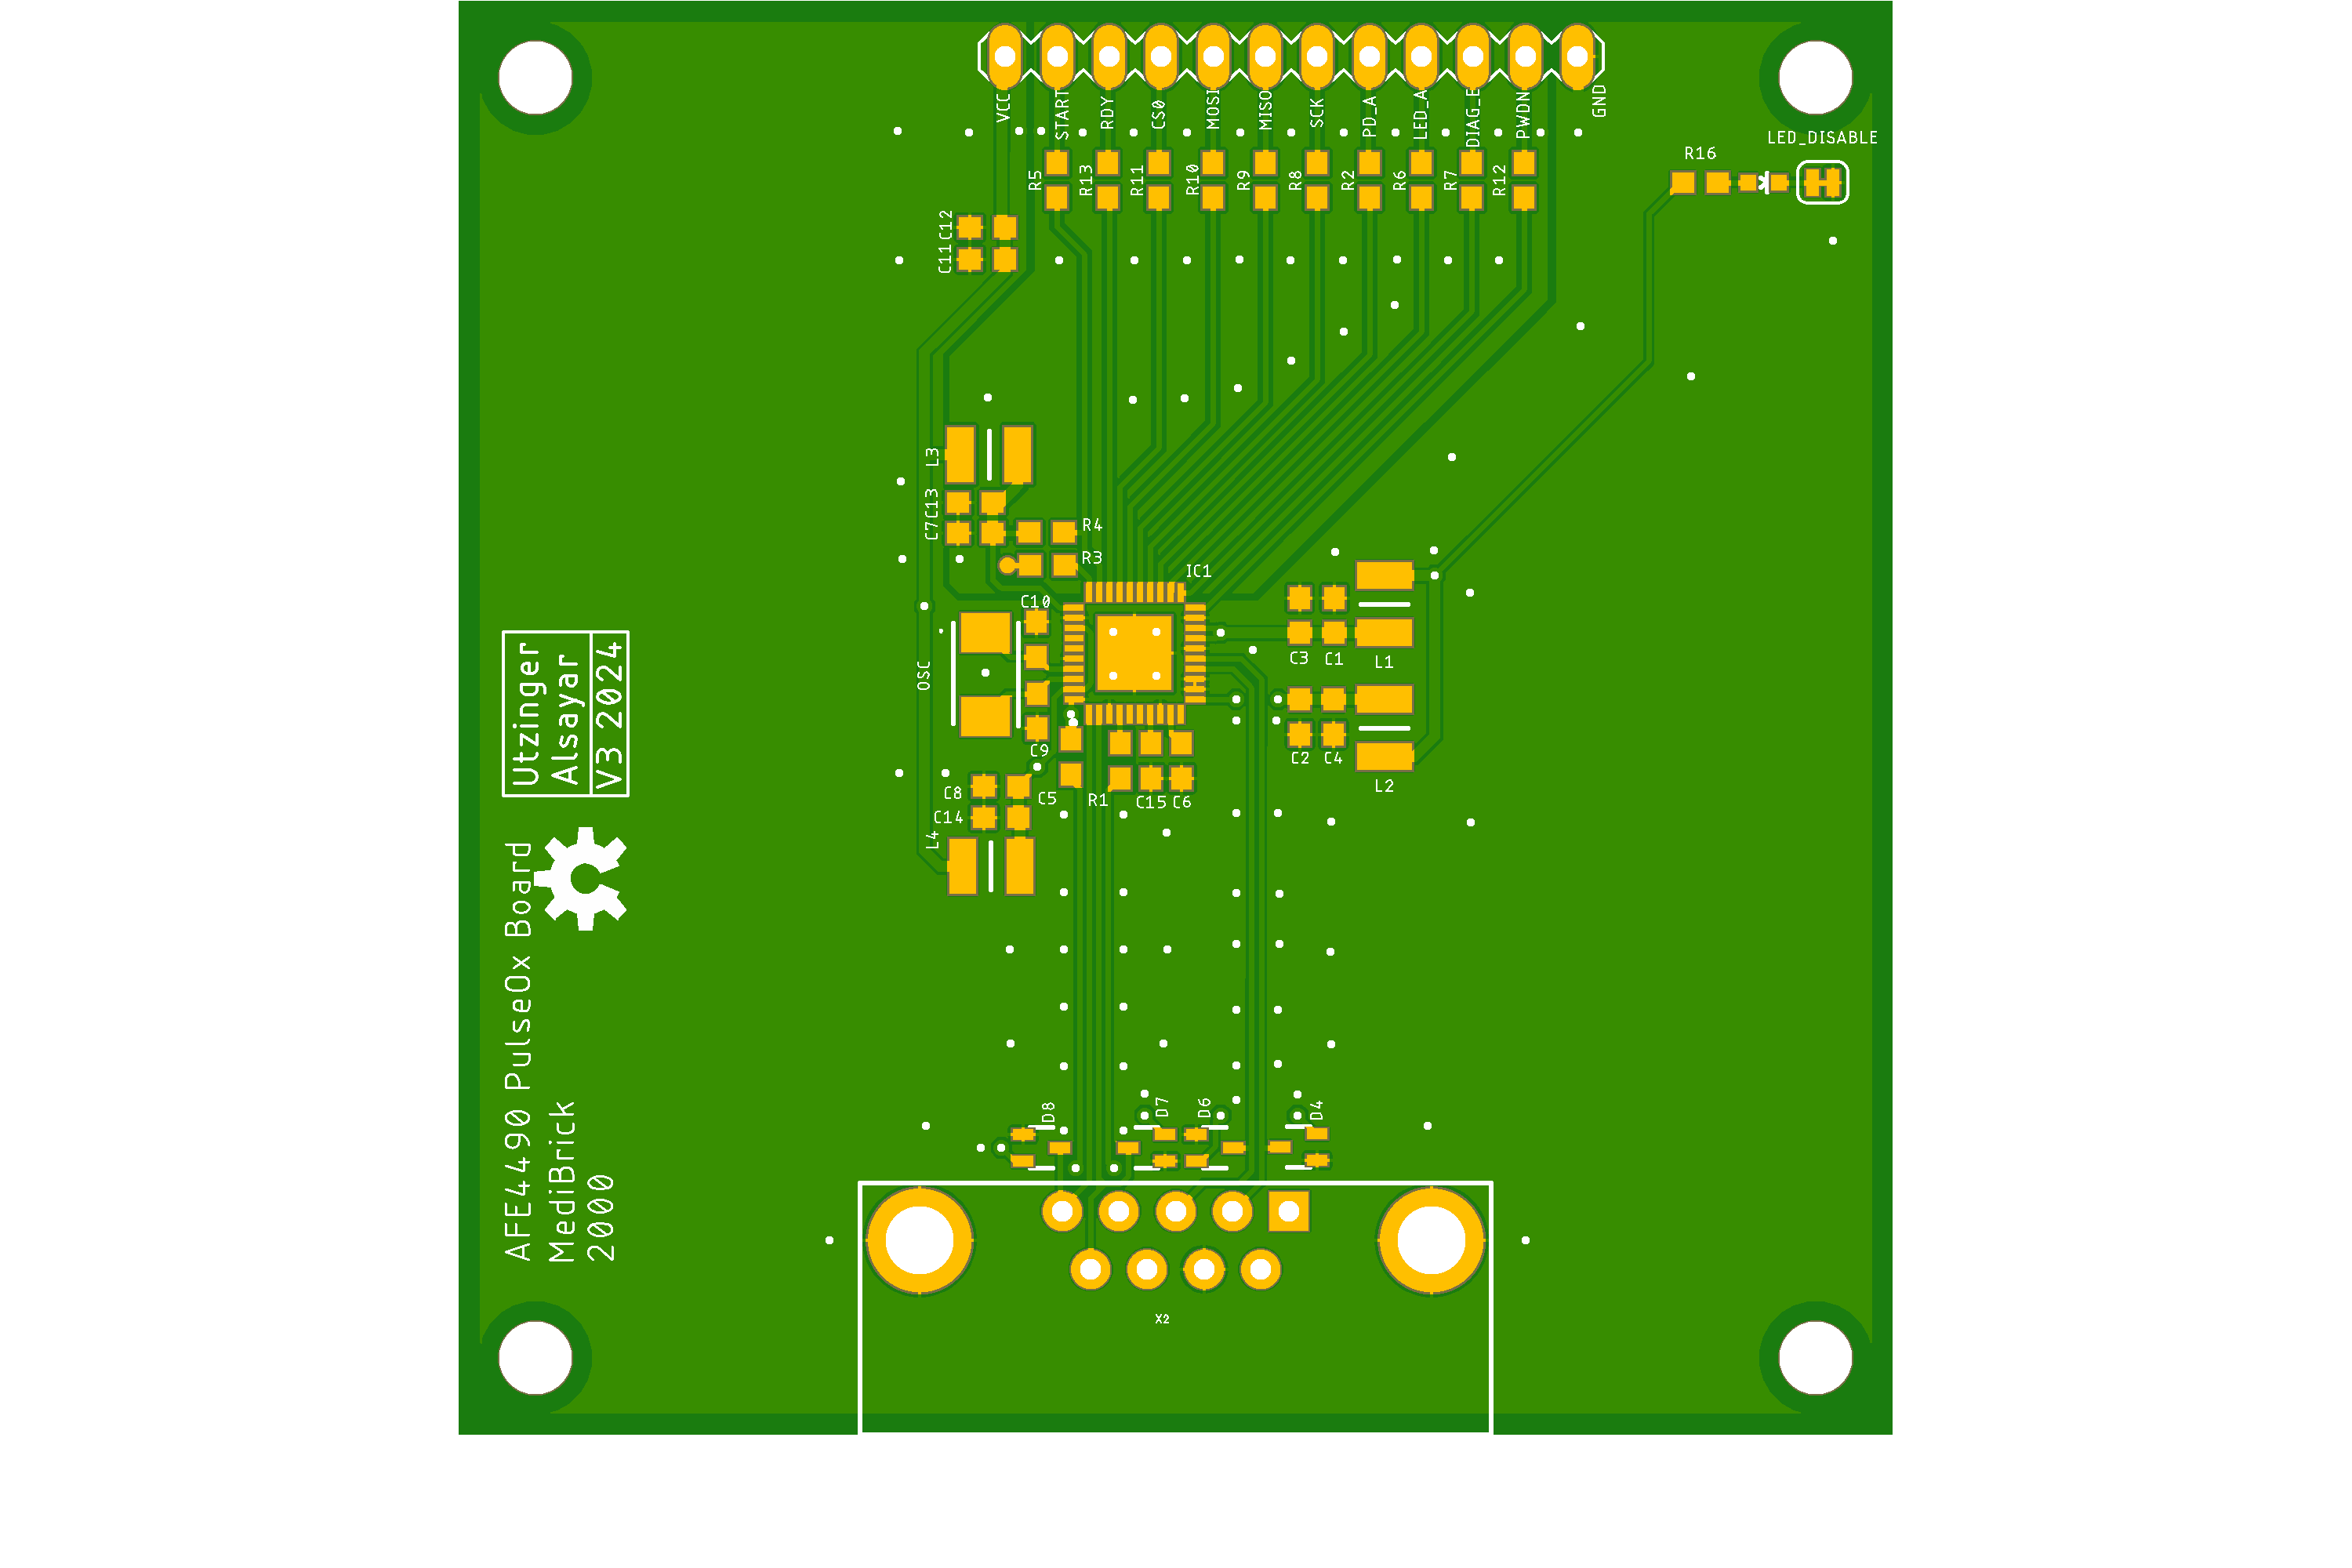 VCC
START
RDY
CS0
MOSI
MISO
SCK
PD_A
LED_A
DIAG_E
PWDN
GND
LED_DISABLE
R16
R5
R13
R11
R10
R9
R8
R2
R6
R7
R12
C12
C11
L3
C13
C7
R4
R3
IC1
C10
OSC
C3
C1
L1
C9
C2
C4
L2
C8
C5
R1
C15
C6
C14
L4
Utzinger
Alsayar
V3 2024
AFE4490 PulseOx Board
MediBrick
2000
D8
D7
D6
D4
X2